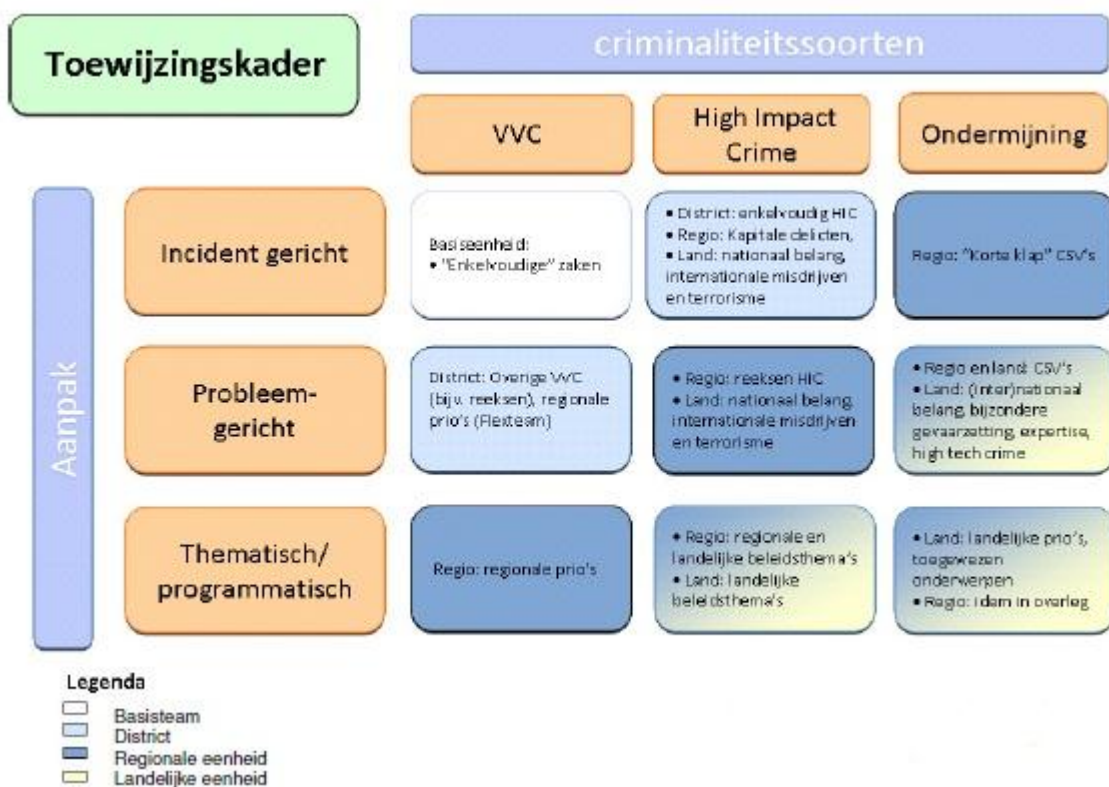 Toewijzingskader
criminaliteitssoorten
VVC
High Impact
Crime
Ondermijning
Aanpak
Incident gericht
Basiseenheid:
• "Enkelvoudige" zaken
• District: enkelvoudig HIC
• Regio: Kapitale delicten,
• Land: nationaal belang,
internationale misdrijven
en terrorisme
Regio: "Korte klap" CSV's
Probleem-
gericht
District: Overige VVC
(bijv. reeksen), regionale
prio's (Flexteam)
• Regio: reeksen HIC
• Land: nationaal belang,
internationale misdrijven
en terrorisme
• Regio en land: CSV's
• Land: (inter)nationaal
belang, bijzondere
gevaarzetting, expertise,
high tech crime
Thematisch/
programmatisch
Regio: regionale prio's
• Regio: regionale en
landelijke beleidsthema's
• Land: landelijke
beleidsthema's
• Land: landelijke prio's,
toegewezen
onderwerpen
• Regio: idem in overleg
Legenda
Basisteam
District
Regionale eenheid
Landelijke eenheid